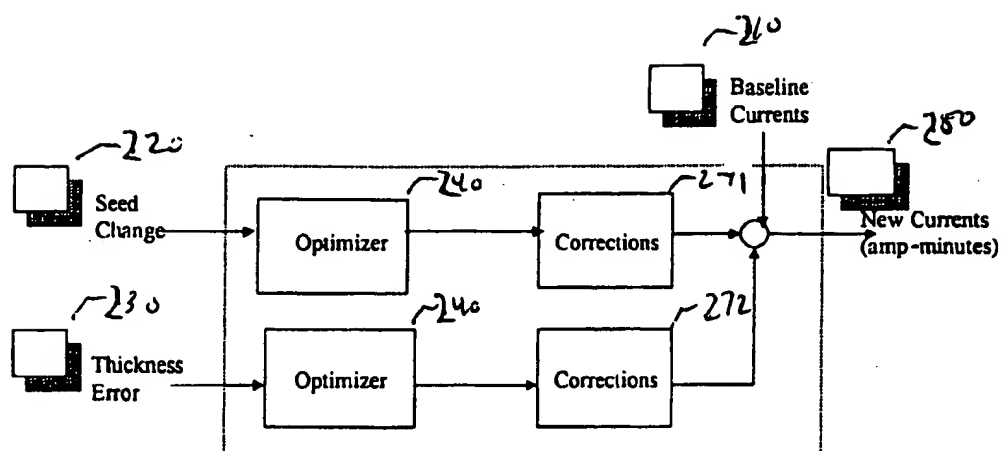 210
Baseline
Currents
220
Seed
Change
240
Optimizer
271
Corrections
280
New Currents
(amp-minutes)
230
Thickness
Error
240
Optimizer
272
Corrections